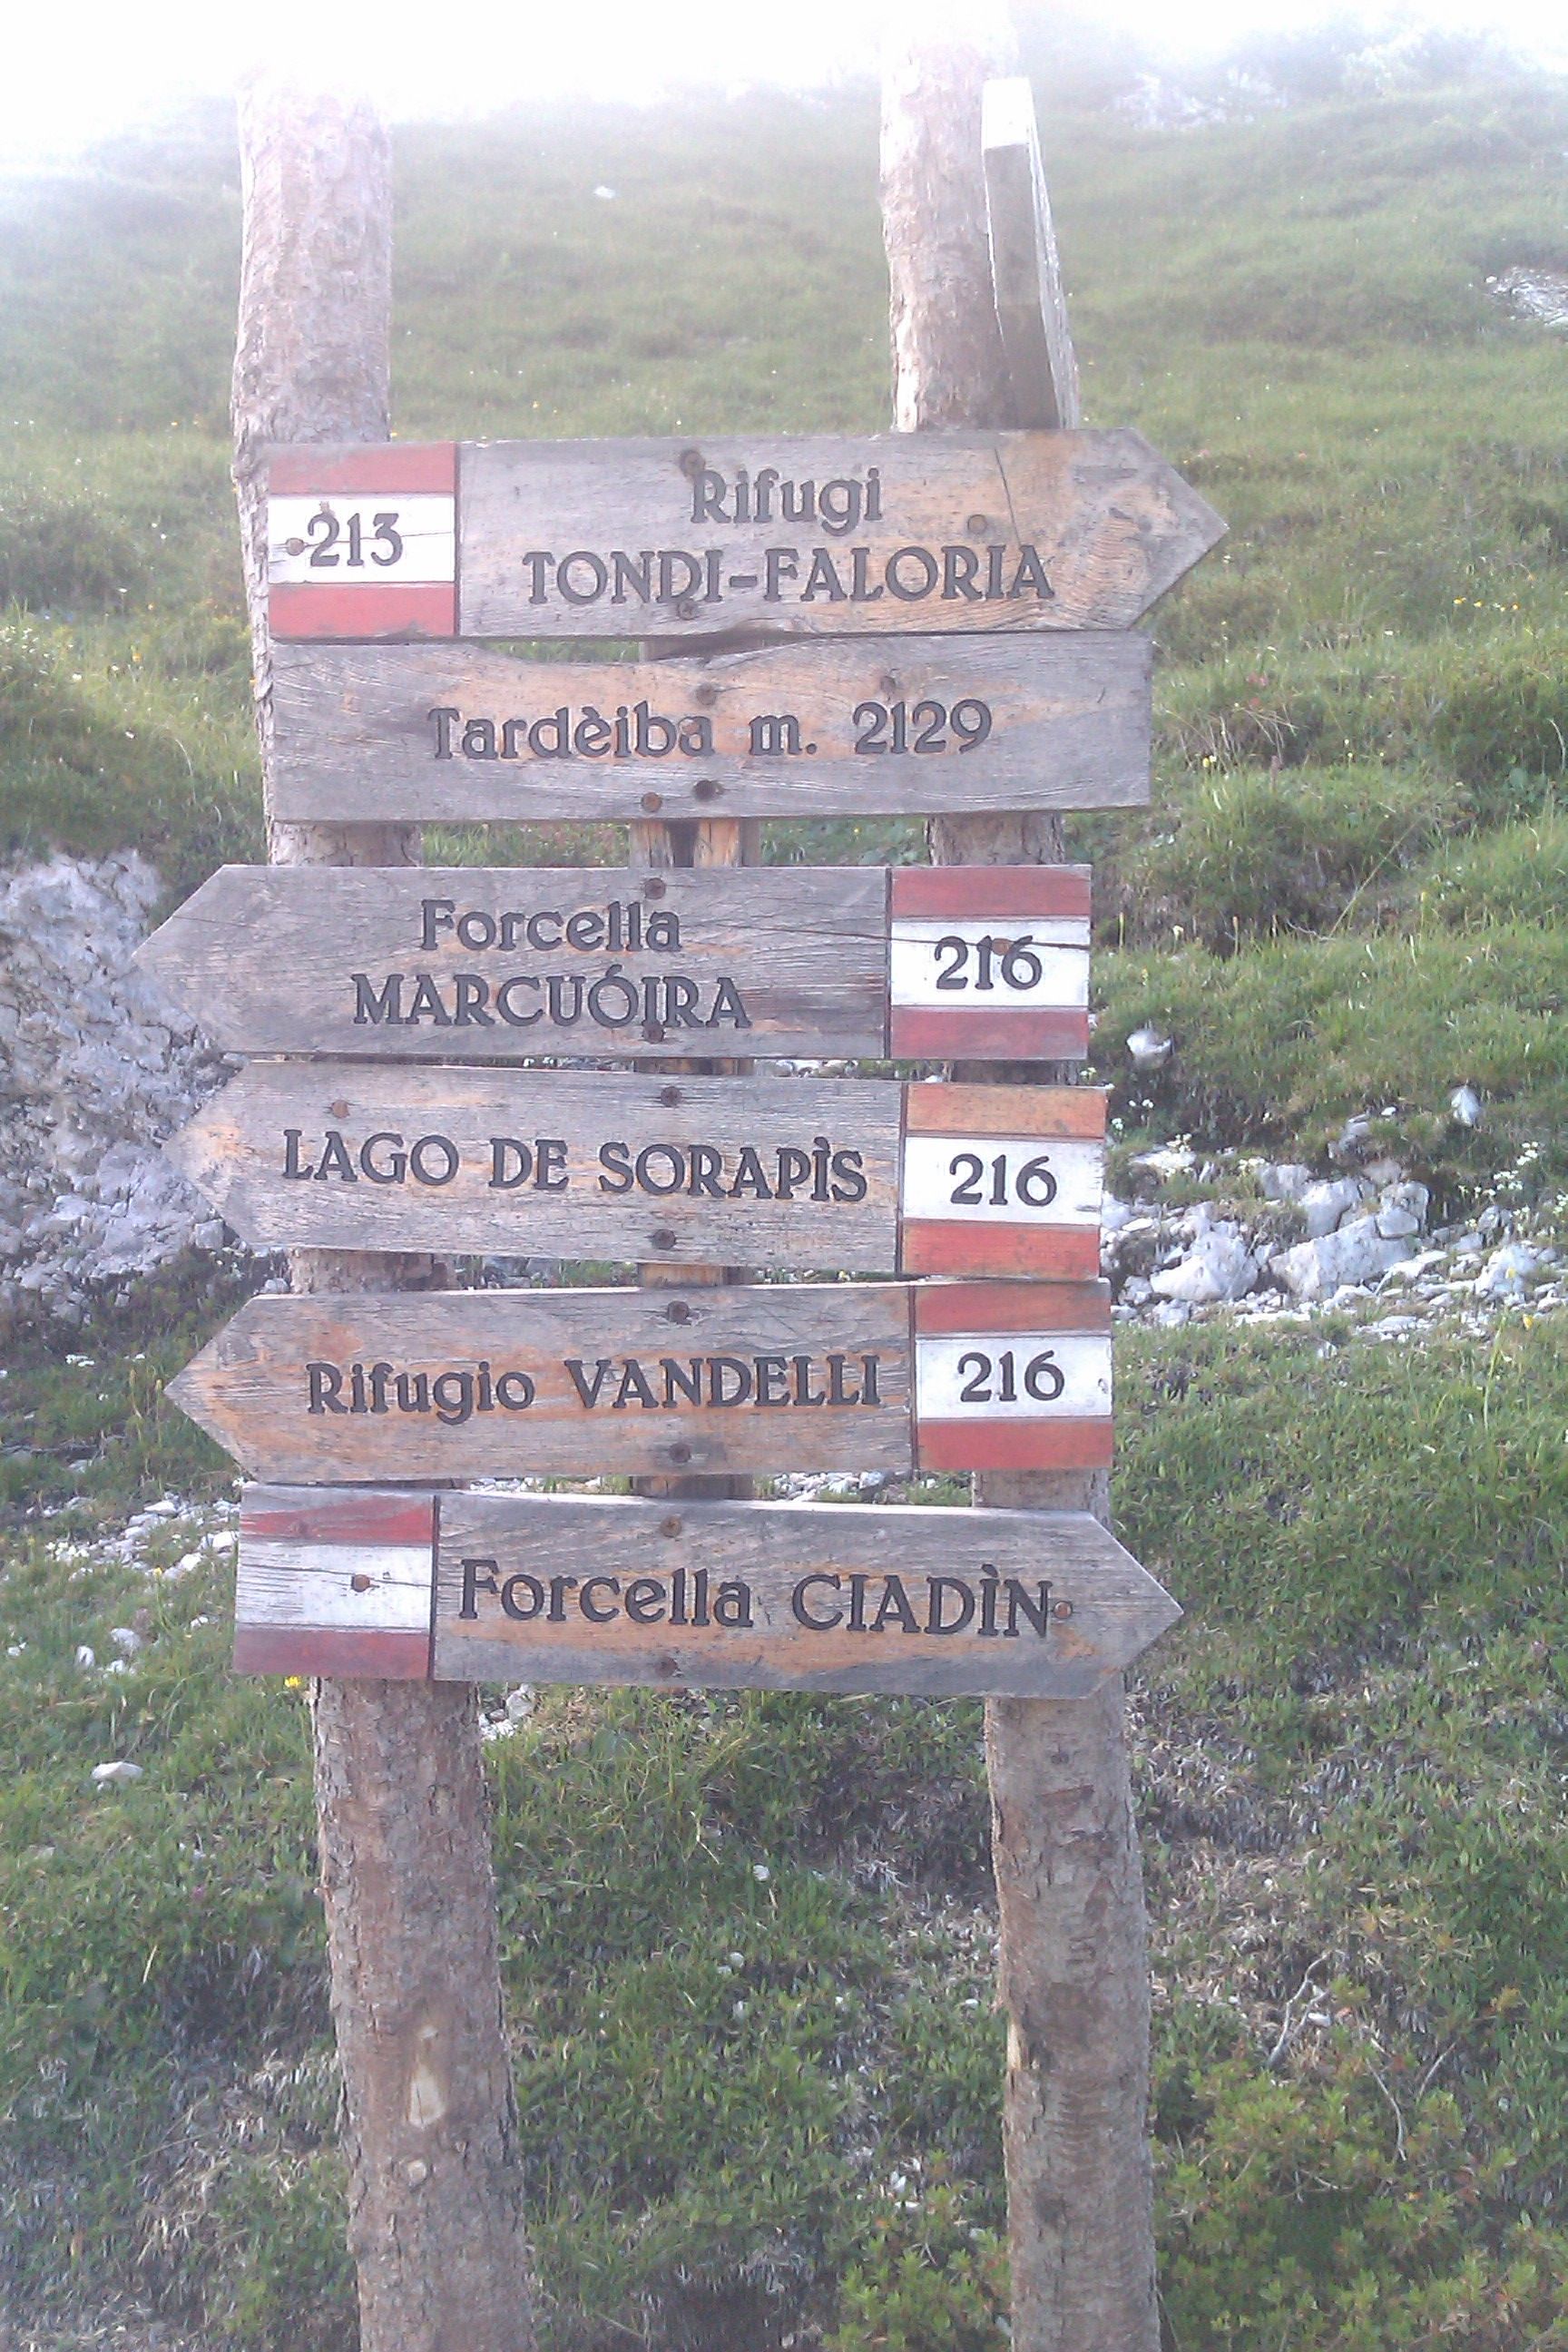 213
Rifugi
TONDI-FALORIA
Tardèiba m. 2129
Forcella
MARCUÓIRA
216
LAGO DE SORAPÌS 216
Rifugio VANDELLI 216
Forcella CIADÌN